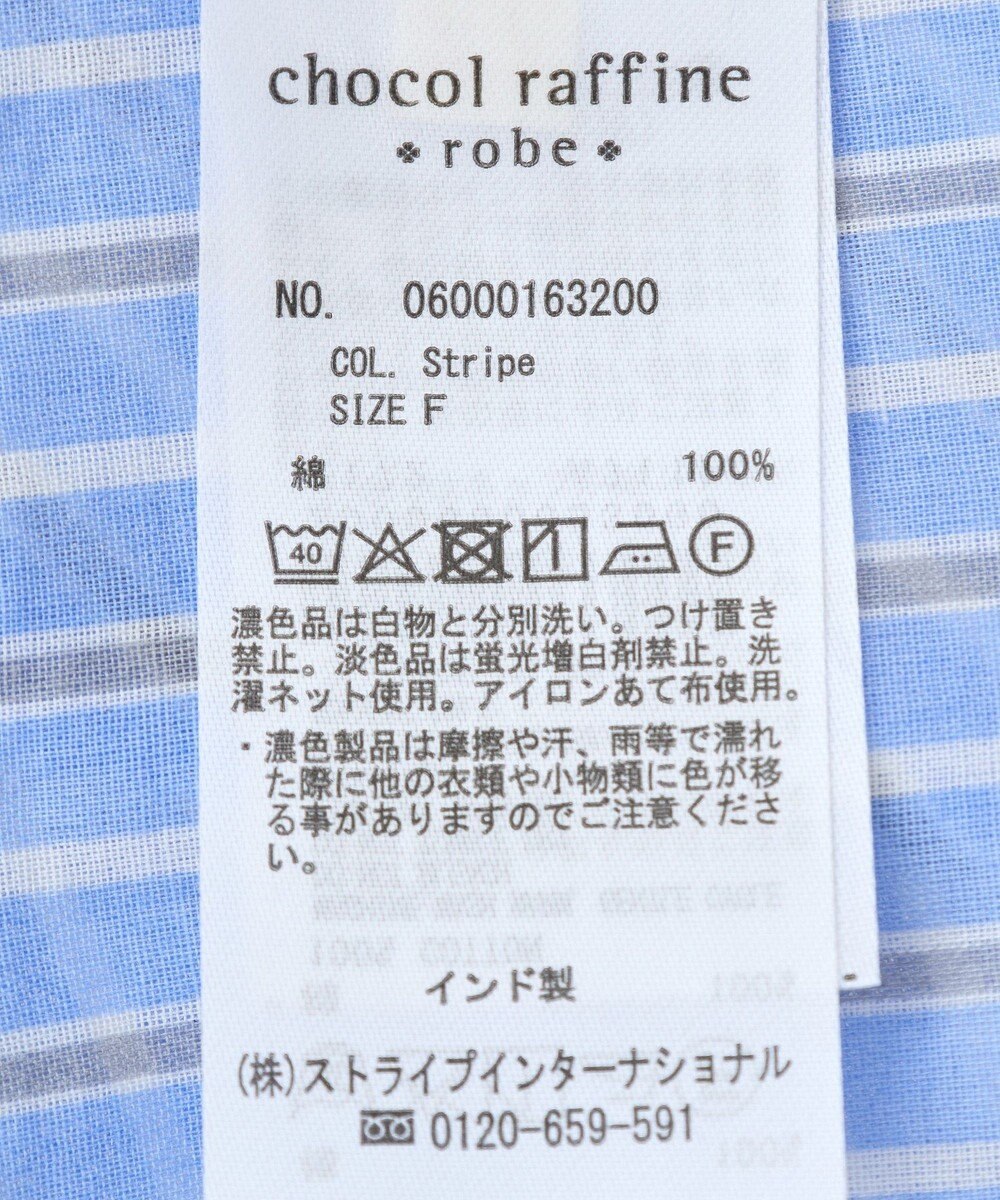 chocol raffine
robe
NO. 06000163200
COL. Stripe
SIZE F
綿 100%
40 F
濃色品は白物と分別洗い。つけ置き
禁止。淡色品は蛍光増白剤禁止。洗
濯ネット使用。アイロンあて布使用。
・濃色製品は摩擦や汗、雨等で濡れ
た際に他の衣類や小物類に色が移
る事がありますのでご注意くださ
い。
インド製
(株)ストライプインターナショナル
0120-659-591